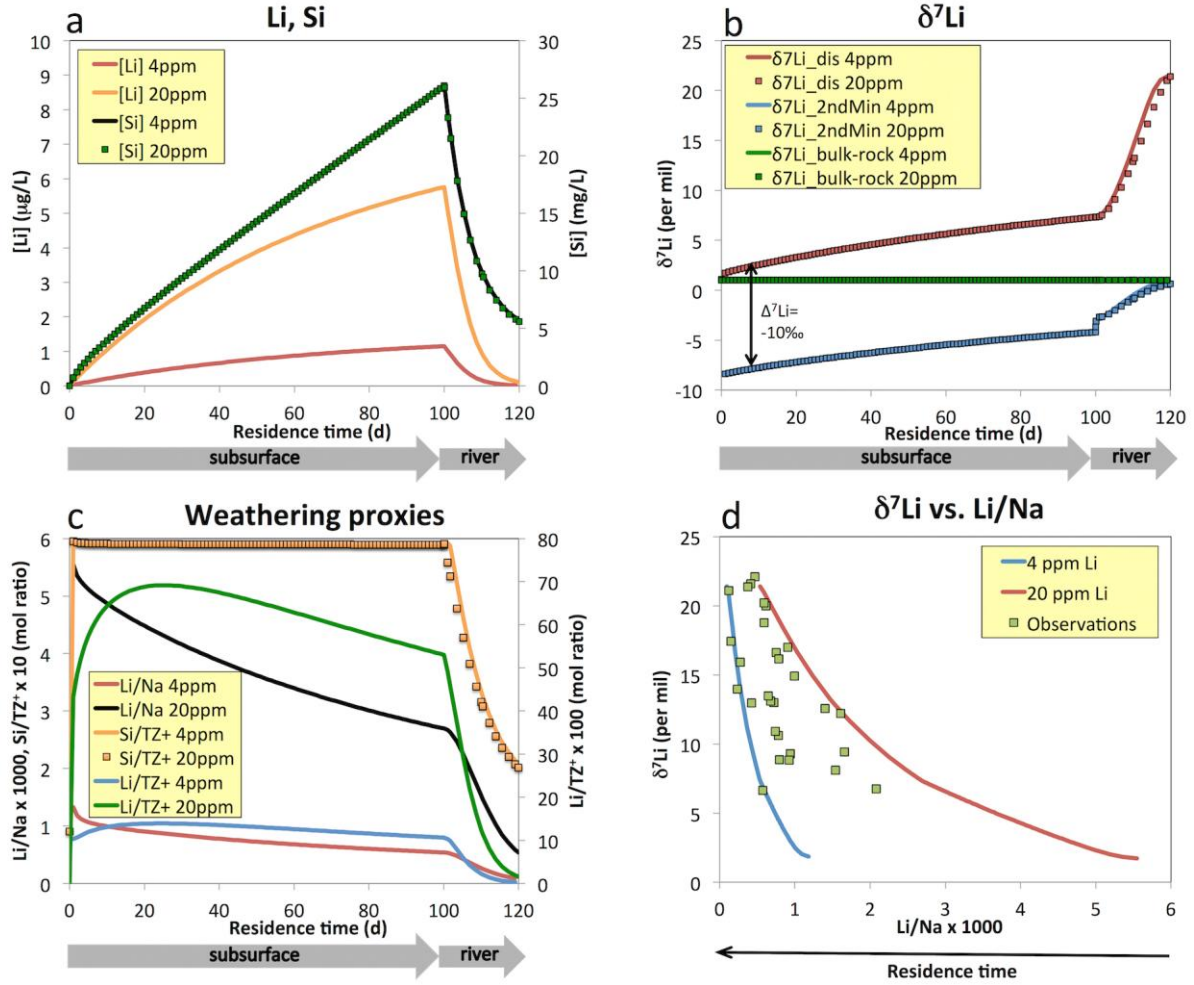 a
Li, Si
10
9
8
7
6
5
4
3
2
1
0
30
25
20
15
10
5
0
[Li] (µg/L)
[Si] (mg/L)
[Li] 4ppm
[Li] 20ppm
[Si] 4ppm
[Si] 20ppm
0 20 40 60 80 100 120
Residence time (d)
subsurface river
b
δ⁷Li
25
20
15
10
5
0
-5
-10
δ⁷Li (per mil)
δ7Li_dis 4ppm
δ7Li_dis 20ppm
δ7Li_2ndMin 4ppm
δ7Li_2ndMin 20ppm
δ7Li_bulk-rock 4ppm
δ7Li_bulk-rock 20ppm
Δ⁷Li=
-10‰
0 20 40 60 80 100 120
Residence time (d)
subsurface river
c
Weathering proxies
6
5
4
3
2
1
0
80
70
60
50
40
30
20
10
0
Li/Na x 1000, Si/TZ⁺ x 10 (mol ratio)
Li/TZ⁺ x 100 (mol ratio)
Li/Na 4ppm
Li/Na 20ppm
Si/TZ+ 4ppm
Si/TZ+ 20ppm
Li/TZ+ 4ppm
Li/TZ+ 20ppm
0 20 40 60 80 100 120
Residence time (d)
subsurface river
d
δ⁷Li vs. Li/Na
25
20
15
10
5
0
δ⁷Li (per mil)
4 ppm Li
20 ppm Li
Observations
0 1 2 3 4 5 6
Li/Na x 1000
Residence time